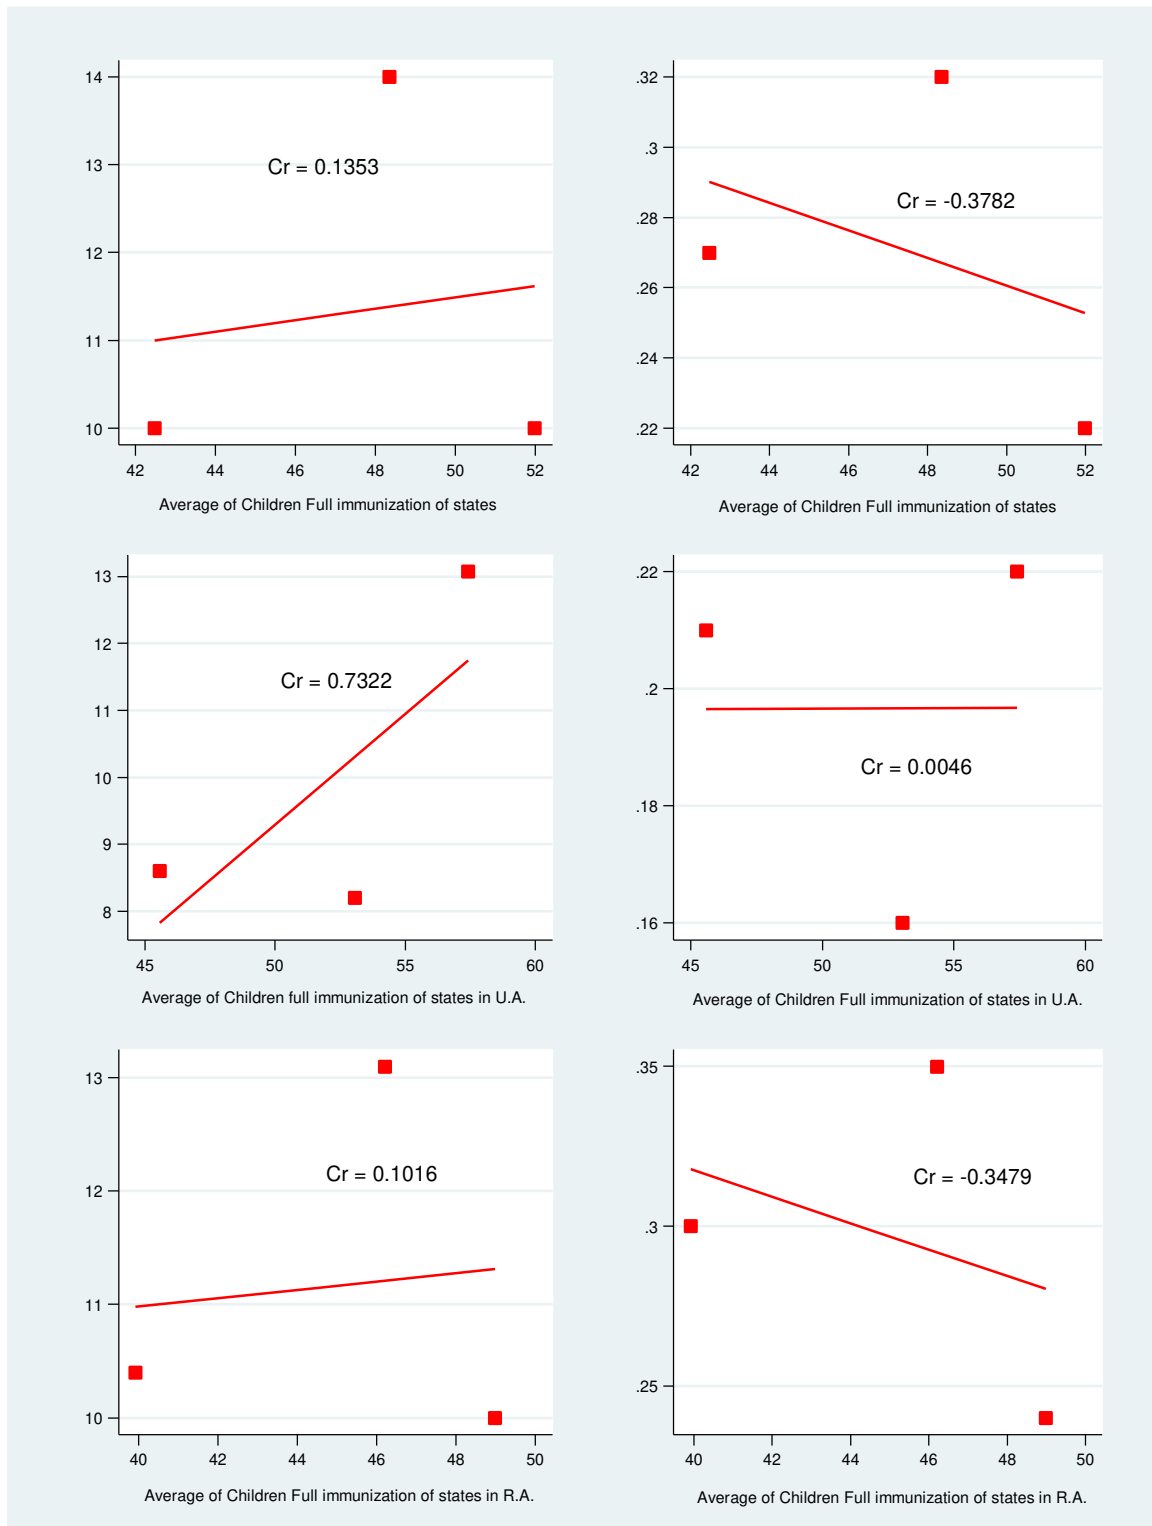 14
13
12
11
10
Cr = 0.1353
42 44 46 48 50 52
Average of Children Full immunization of states
.32
.3
.28
.26
.24
.22
Cr = -0.3782
42 44 46 48 50 52
Average of Children Full immunization of states
13
12
11
10
9
8
Cr = 0.7322
45 50 55 60
Average of Children full immunization of states in U.A.
.22
.2
.18
.16
Cr = 0.0046
45 50 55 60
Average of Children Full immunization of states in U.A.
13
12
11
10
Cr = 0.1016
40 42 44 46 48 50
Average of Children Full immunization of states in R.A.
.35
.3
.25
Cr = -0.3479
40 42 44 46 48 50
Average of Children Full immunization of states in R.A.